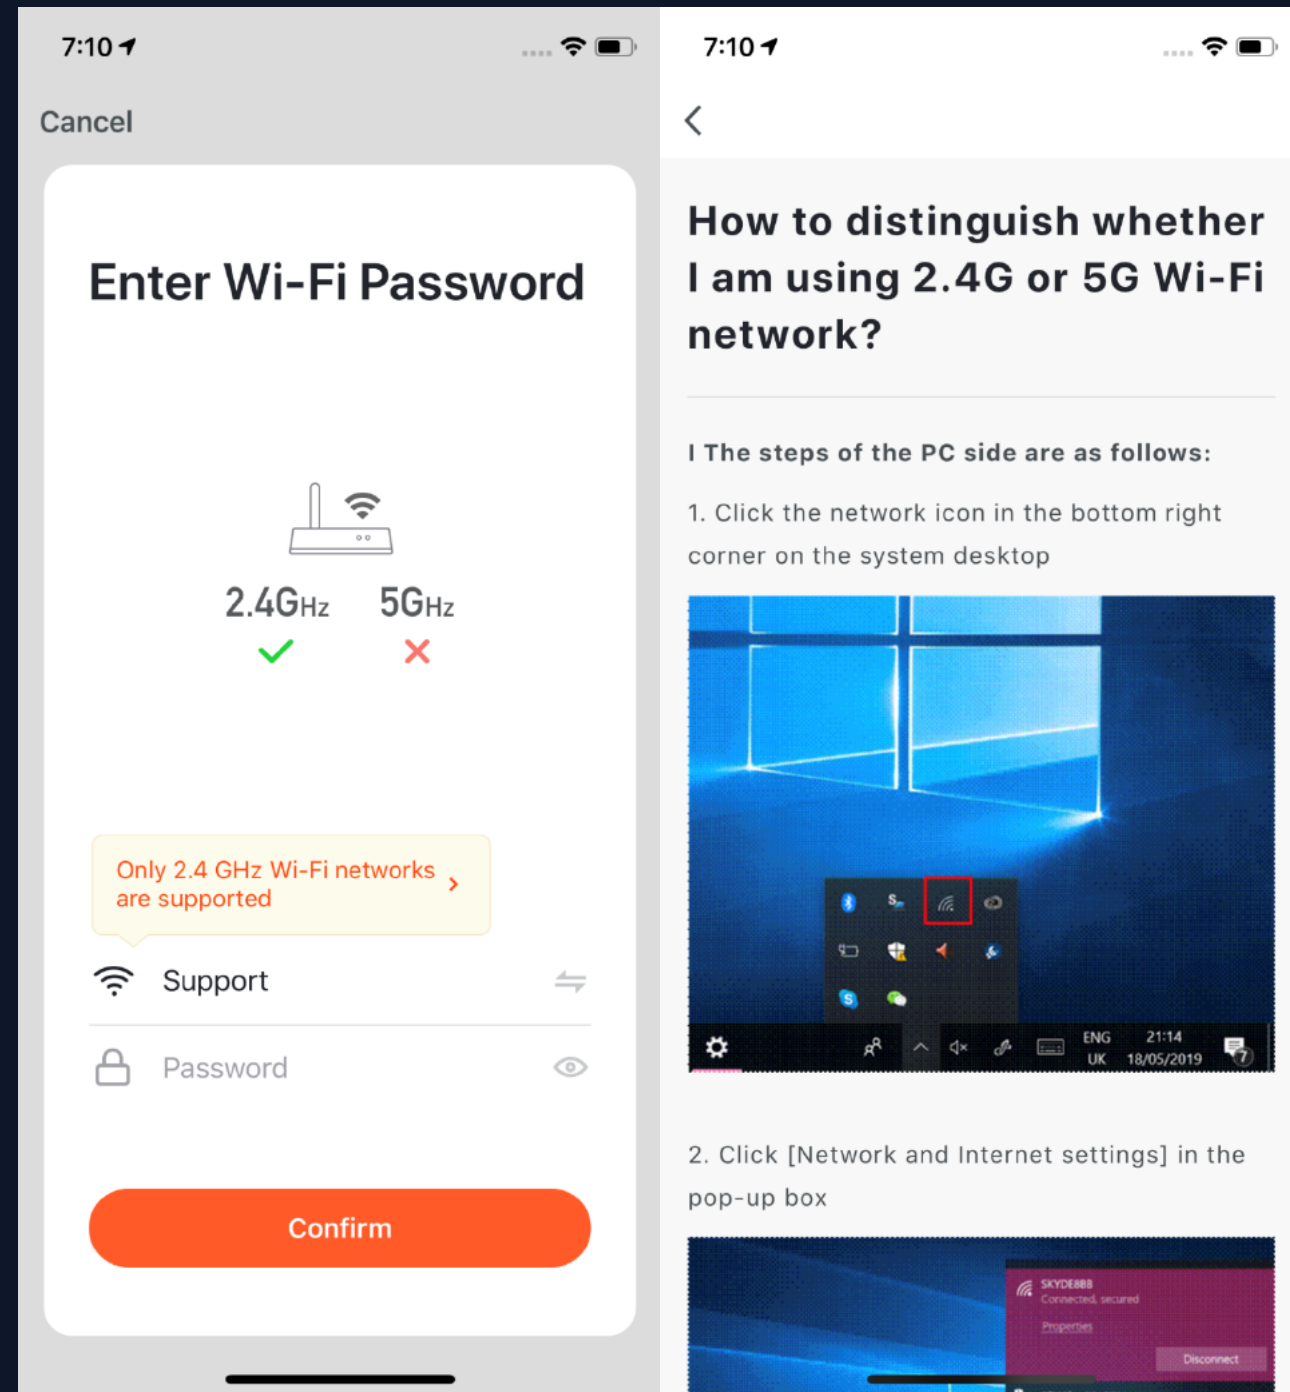 7:10
Cancel
Enter Wi-Fi Password
2.4GHz 5GHz
Only 2.4 GHz Wi-Fi networks
are supported
Support
Password
Confirm
7:10
How to distinguish whether
I am using 2.4G or 5G Wi-Fi
network?
I The steps of the PC side are as follows:
1. Click the network icon in the bottom right
corner on the system desktop
S
S
ENG 21:14
UK 18/05/2019
7
2. Click [Network and Internet settings] in the
pop-up box
SKYDE8BB
Connected, secured
Properties
Disconnect